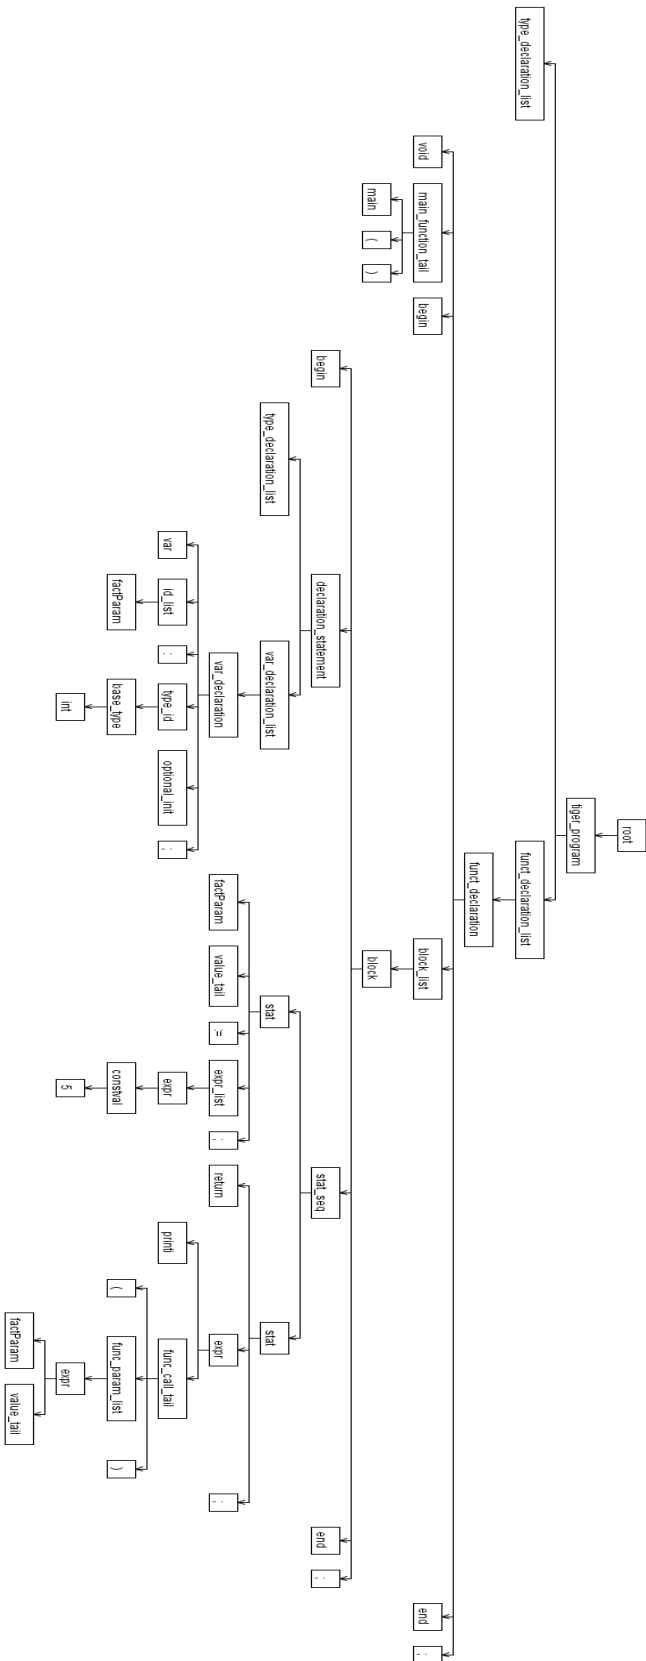 root
tiger_program
type_declaration_list funct_declaration_list
funct_declaration
void main_function_tail begin block_list end ;
main ( ) block
begin declaration_statement stat_seq end ;
type_declaration_list var_declaration_list stat stat
var_declaration factParam value_tail := expr_list ; return expr ;
var id_list : type_id optional_init ; expr printi func_call_tail
factParam base_type constval ( func_param_list )
int 5 expr
factParam value_tail